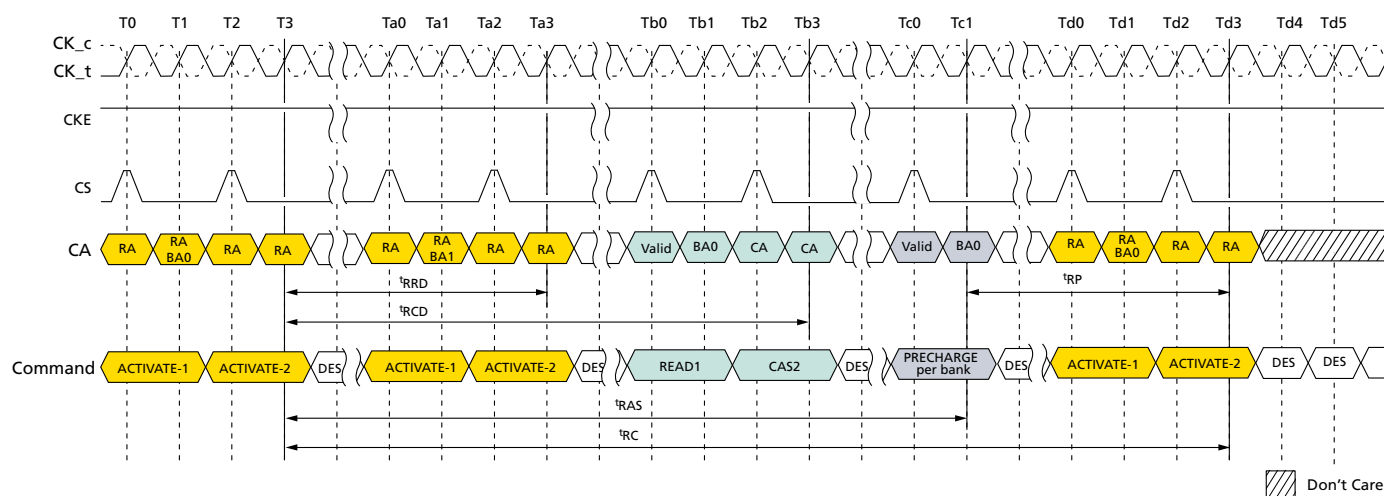 T0 T1 T2 T3 Ta0 Ta1 Ta2 Ta3 Tb0 Tb1 Tb2 Tb3 Tc0 Tc1 Td0 Td1 Td2 Td3 Td4 Td5
CK_c
CK_t
CKE
CS
CA RA RA BA0 RA RA RA RA BA1 RA RA Valid BA0 CA CA Valid BA0 RA RA BA0 RA RA
tRRD tRP
tRCD
Command ACTIVATE-1 ACTIVATE-2 DES ACTIVATE-1 ACTIVATE-2 DES READ1 CAS2 DES PRECHARGE per bank DES ACTIVATE-1 ACTIVATE-2 DES DES
tRAS
tRC
Don't Care